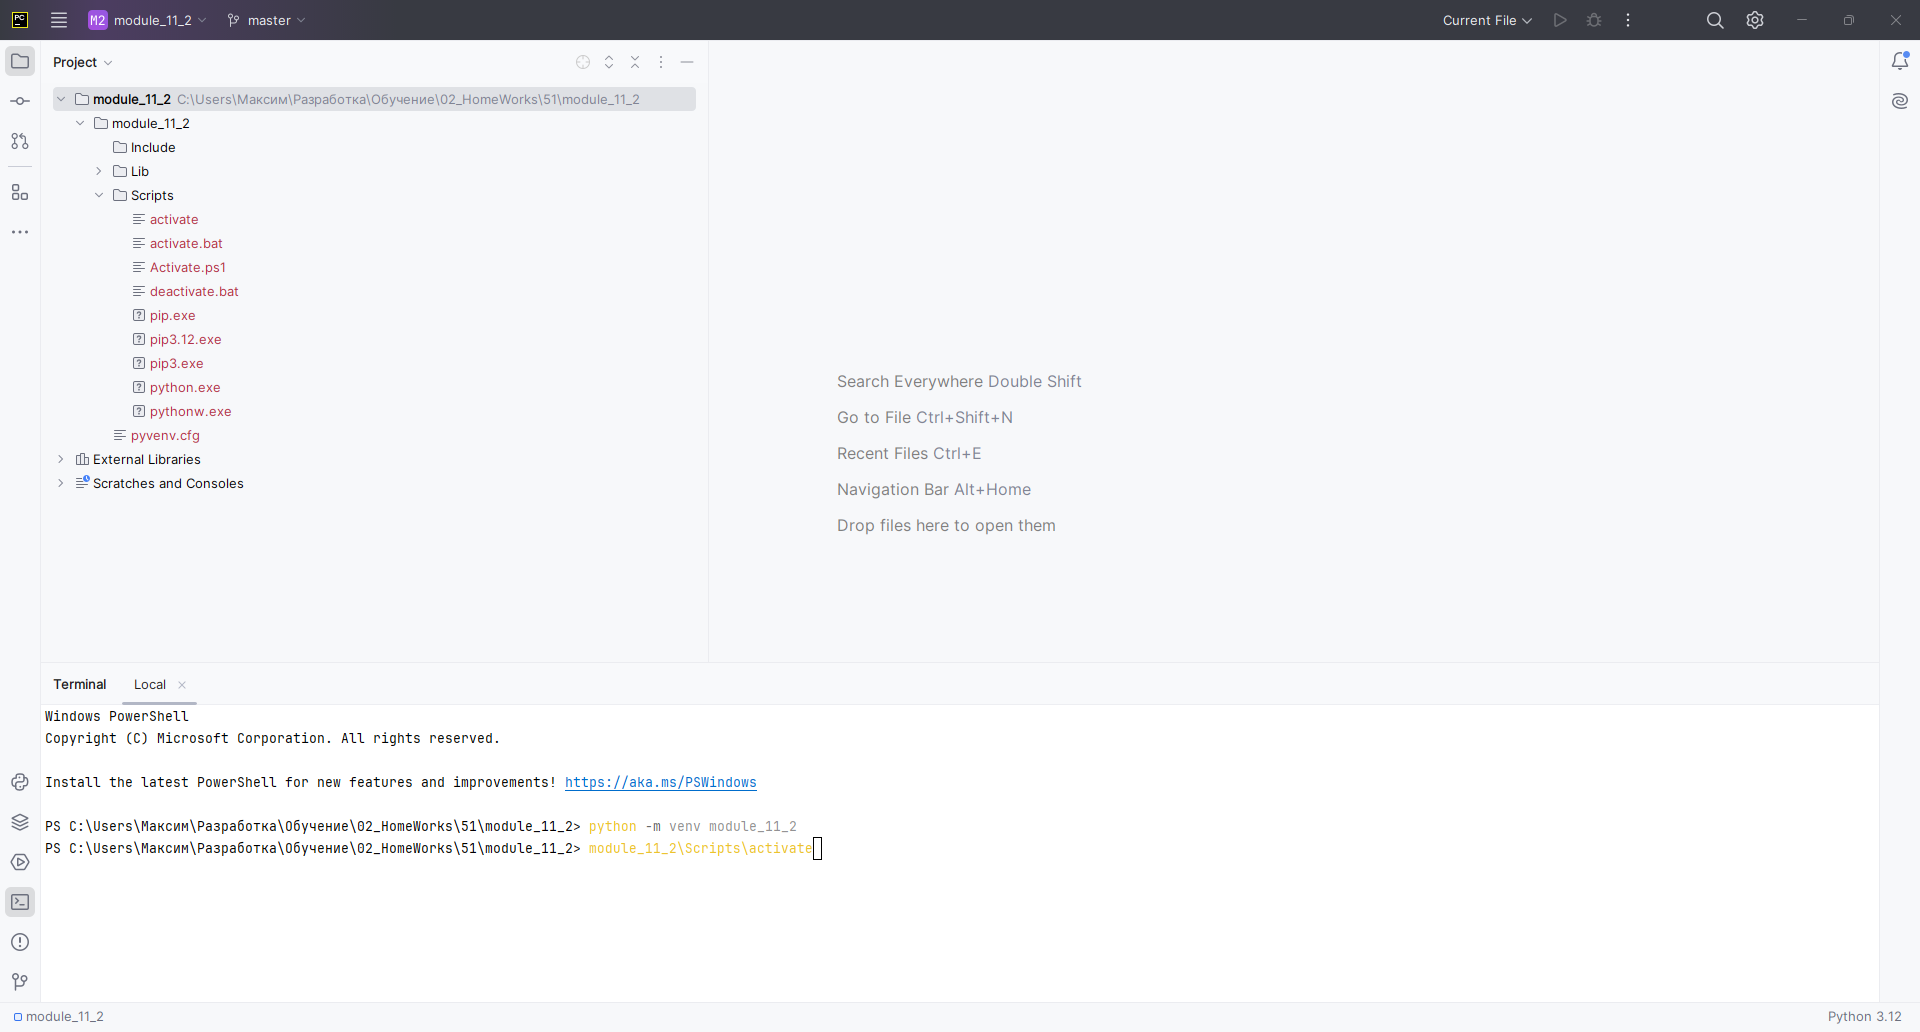 PC M2 module_11_2 master Current File
Project
module_11_2 C:\Users\Максим\Разработка\Обучение\02_HomeWorks\51\module_11_2
module_11_2
Include
Lib
Scripts
activate
activate.bat
Activate.ps1
deactivate.bat
pip.exe
pip3.12.exe
pip3.exe
python.exe
pythonw.exe
pyvenv.cfg
External Libraries
Scratches and Consoles
Search Everywhere Double Shift
Go to File Ctrl+Shift+N
Recent Files Ctrl+E
Navigation Bar Alt+Home
Drop files here to open them
Terminal Local
Windows PowerShell
Copyright (C) Microsoft Corporation. All rights reserved.
Install the latest PowerShell for new features and improvements! https://aka.ms/PSWindows
PS C:\Users\Максим\Разработка\Обучение\02_HomeWorks\51\module_11_2> python -m venv module_11_2
PS C:\Users\Максим\Разработка\Обучение\02_HomeWorks\51\module_11_2> module_11_2\Scripts\activate
module_11_2 Python 3.12